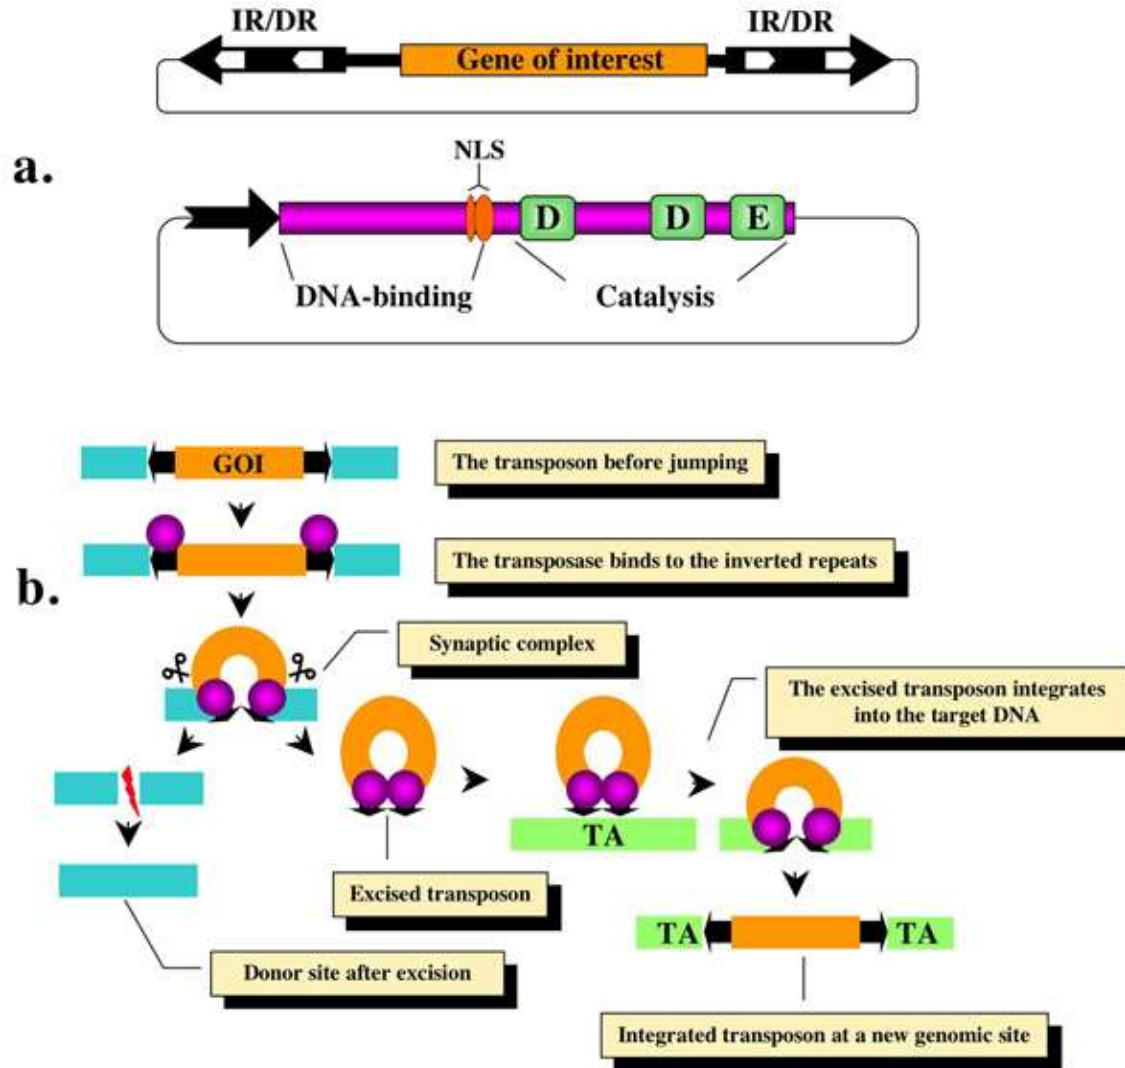 IR/DR
IR/DR
Gene of interest
a.
NLS
D
D
E
DNA-binding
Catalysis
GOI
The transposon before jumping
The transposase binds to the inverted repeats
b.
Synaptic complex
The excised transposon integrates
into the target DNA
TA
Excised transposon
TA
TA
Donor site after excision
Integrated transposon at a new genomic site